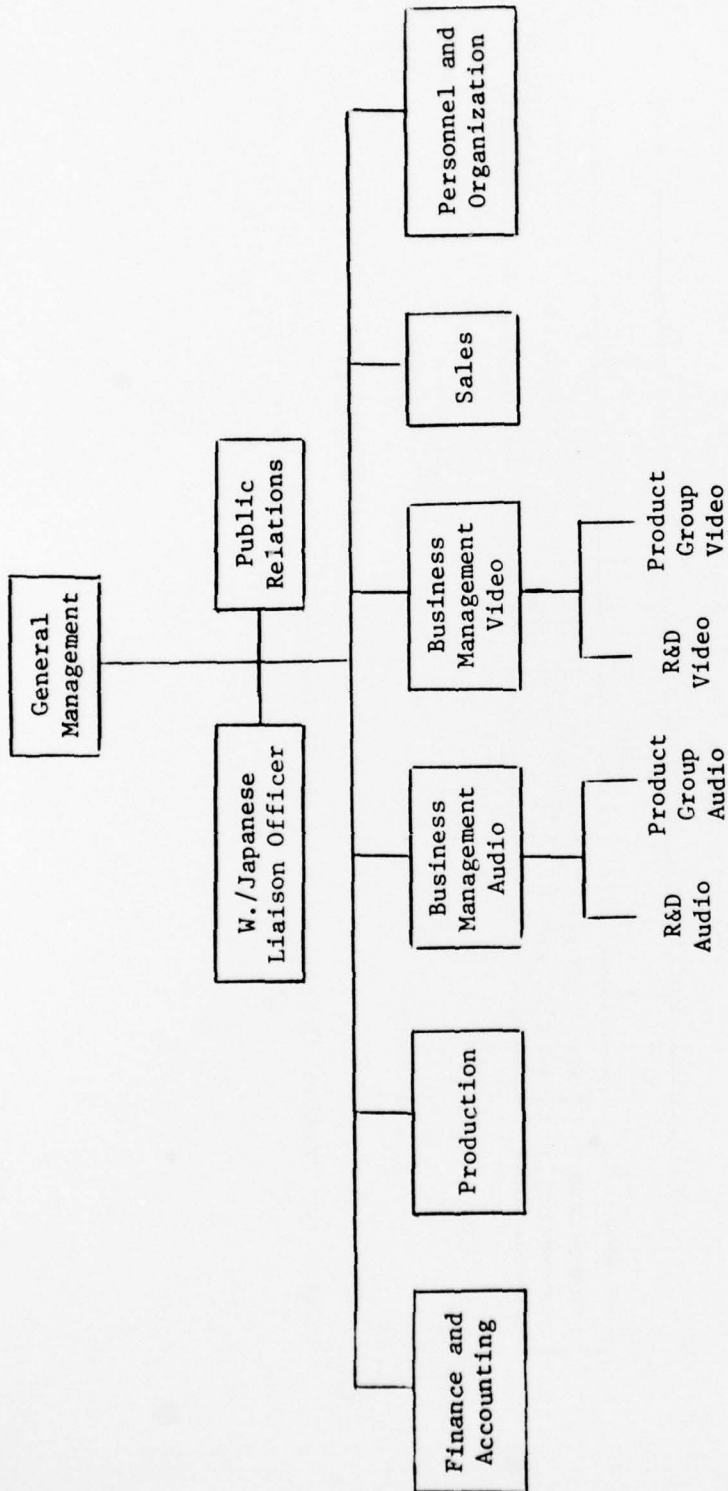 General
Management
W./Japanese
Liaison Officer
Public
Relations
Finance and
Accounting
Production
Business
Management
Audio
Business
Management
Video
Sales
Personnel and
Organization
R&D
Audio
Product
Group
Audio
R&D
Video
Product
Group
Video